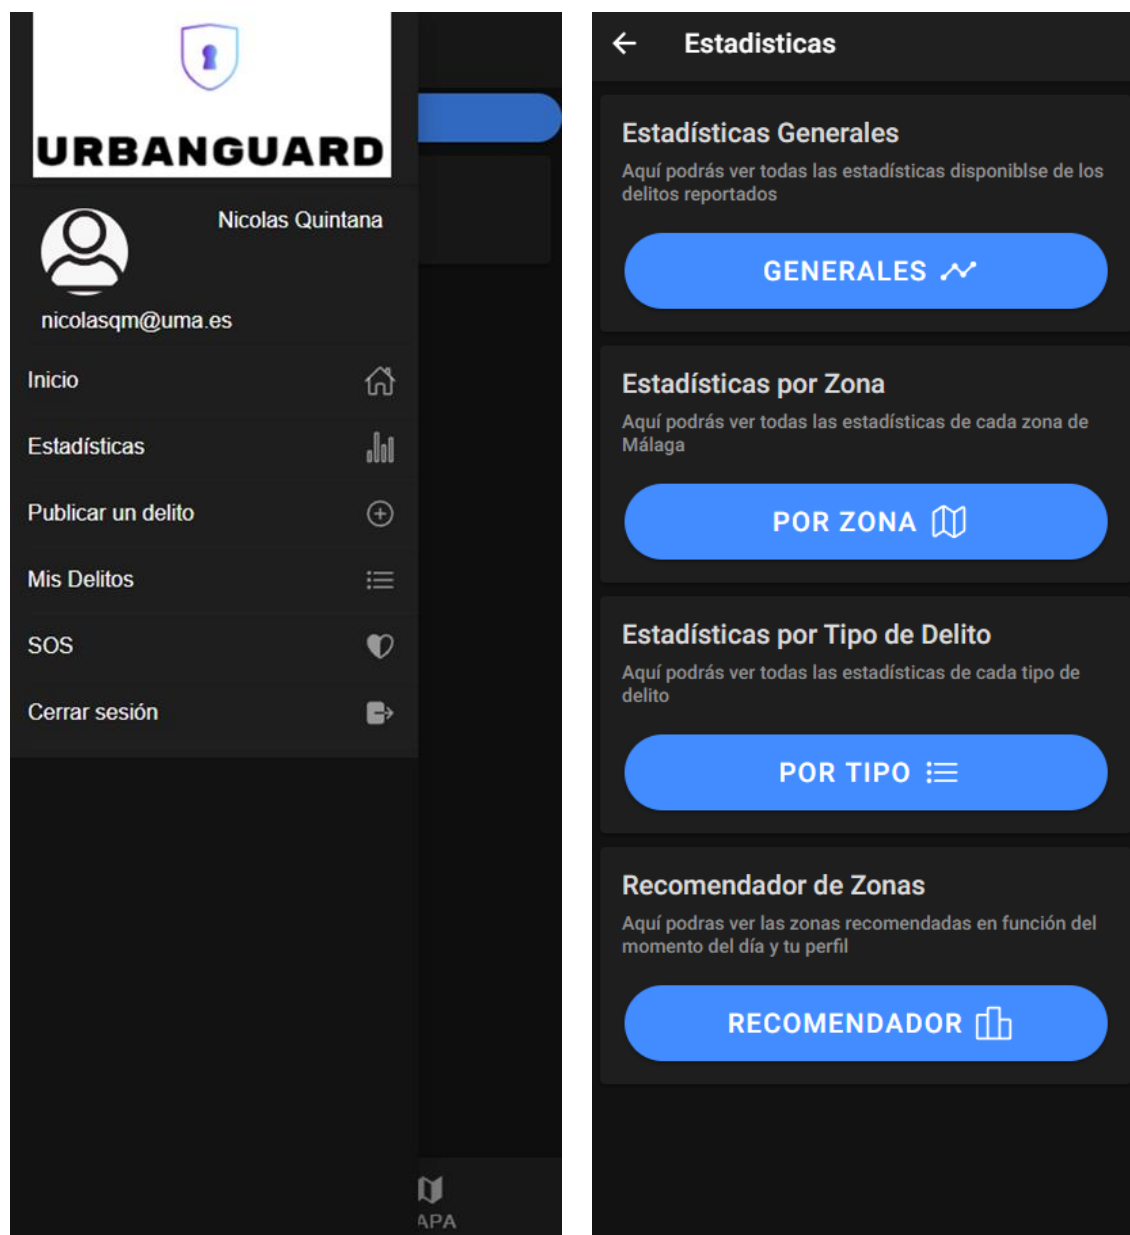 URBANGUARD
Nicolas Quintana
nicolasqm@uma.es
Inicio
Estadísticas
Publicar un delito
Mis Delitos
SOS
Cerrar sesión
APA
Estadisticas
Estadísticas Generales
Aquí podrás ver todas las estadísticas disponiblse de los
delitos reportados
GENERALES
Estadísticas por Zona
Aquí podrás ver todas las estadísticas de cada zona de
Málaga
POR ZONA
Estadísticas por Tipo de Delito
Aquí podrás ver todas las estadísticas de cada tipo de
delito
POR TIPO
Recomendador de Zonas
Aquí podras ver las zonas recomendadas en función del
momento del día y tu perfil
RECOMENDADOR